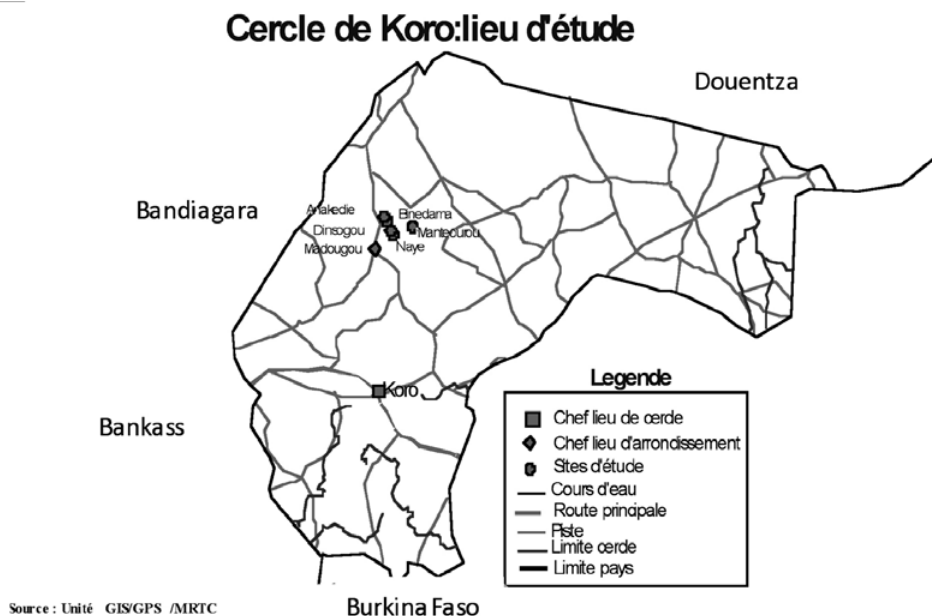 Cercle de Koro:lieu d'étude
Douentza
Bandiagara
Anakedie
Binedama
Dinsogou
Manteourou
Madougou
Naye
Koro
Bankass
Legende
Chef lieu de cercle
Chef lieu d'arrondissement
Sites d'étude
Cours d'eau
Route principale
Piste
Limite cercle
Limite pays
Source : Unité GIS/GPS /MRTC
Burkina Faso